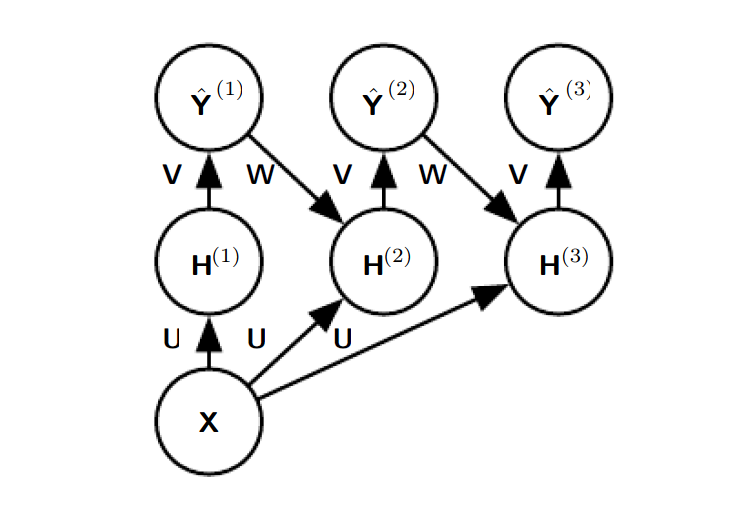 Ŷ⁽¹⁾ Ŷ⁽²⁾ Ŷ⁽³⁾
V W V W V
H⁽¹⁾ H⁽²⁾ H⁽³⁾
U U U
X